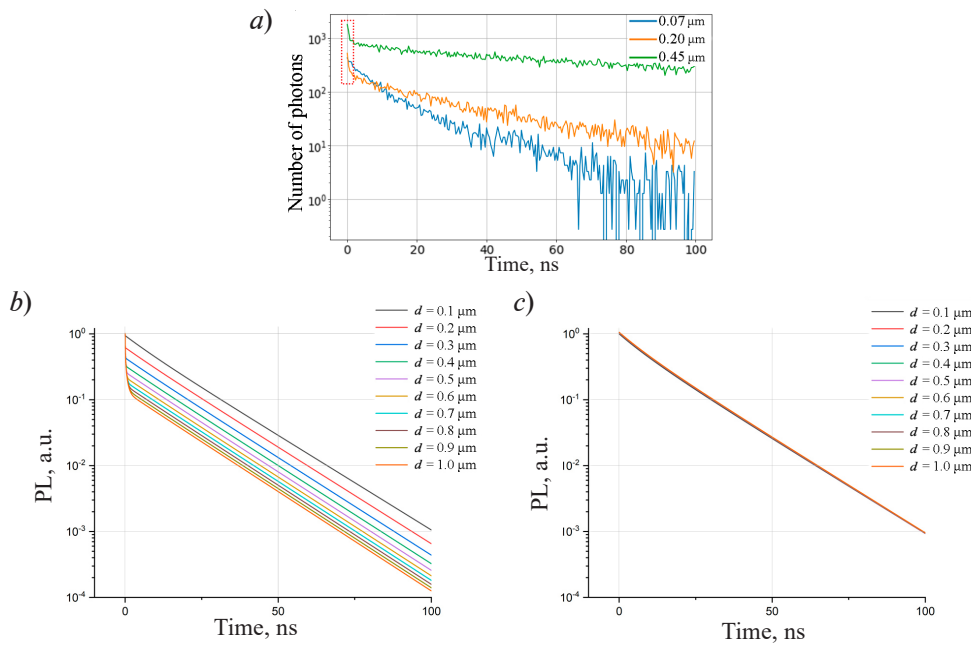 a)
0.07 μm
0.20 μm
0.45 μm
10³
10²
10¹
10⁰
Number of photons
0 20 40 60 80 100
Time, ns
b)
d = 0.1 μm
d = 0.2 μm
d = 0.3 μm
d = 0.4 μm
d = 0.5 μm
d = 0.6 μm
d = 0.7 μm
d = 0.8 μm
d = 0.9 μm
d = 1.0 μm
10⁰
10⁻¹
10⁻²
10⁻³
10⁻⁴
PL, a.u.
0 50 100
Time, ns
c)
d = 0.1 μm
d = 0.2 μm
d = 0.3 μm
d = 0.4 μm
d = 0.5 μm
d = 0.6 μm
d = 0.7 μm
d = 0.8 μm
d = 0.9 μm
d = 1.0 μm
10⁰
10⁻¹
10⁻²
10⁻³
10⁻⁴
PL, a.u.
0 50 100
Time, ns